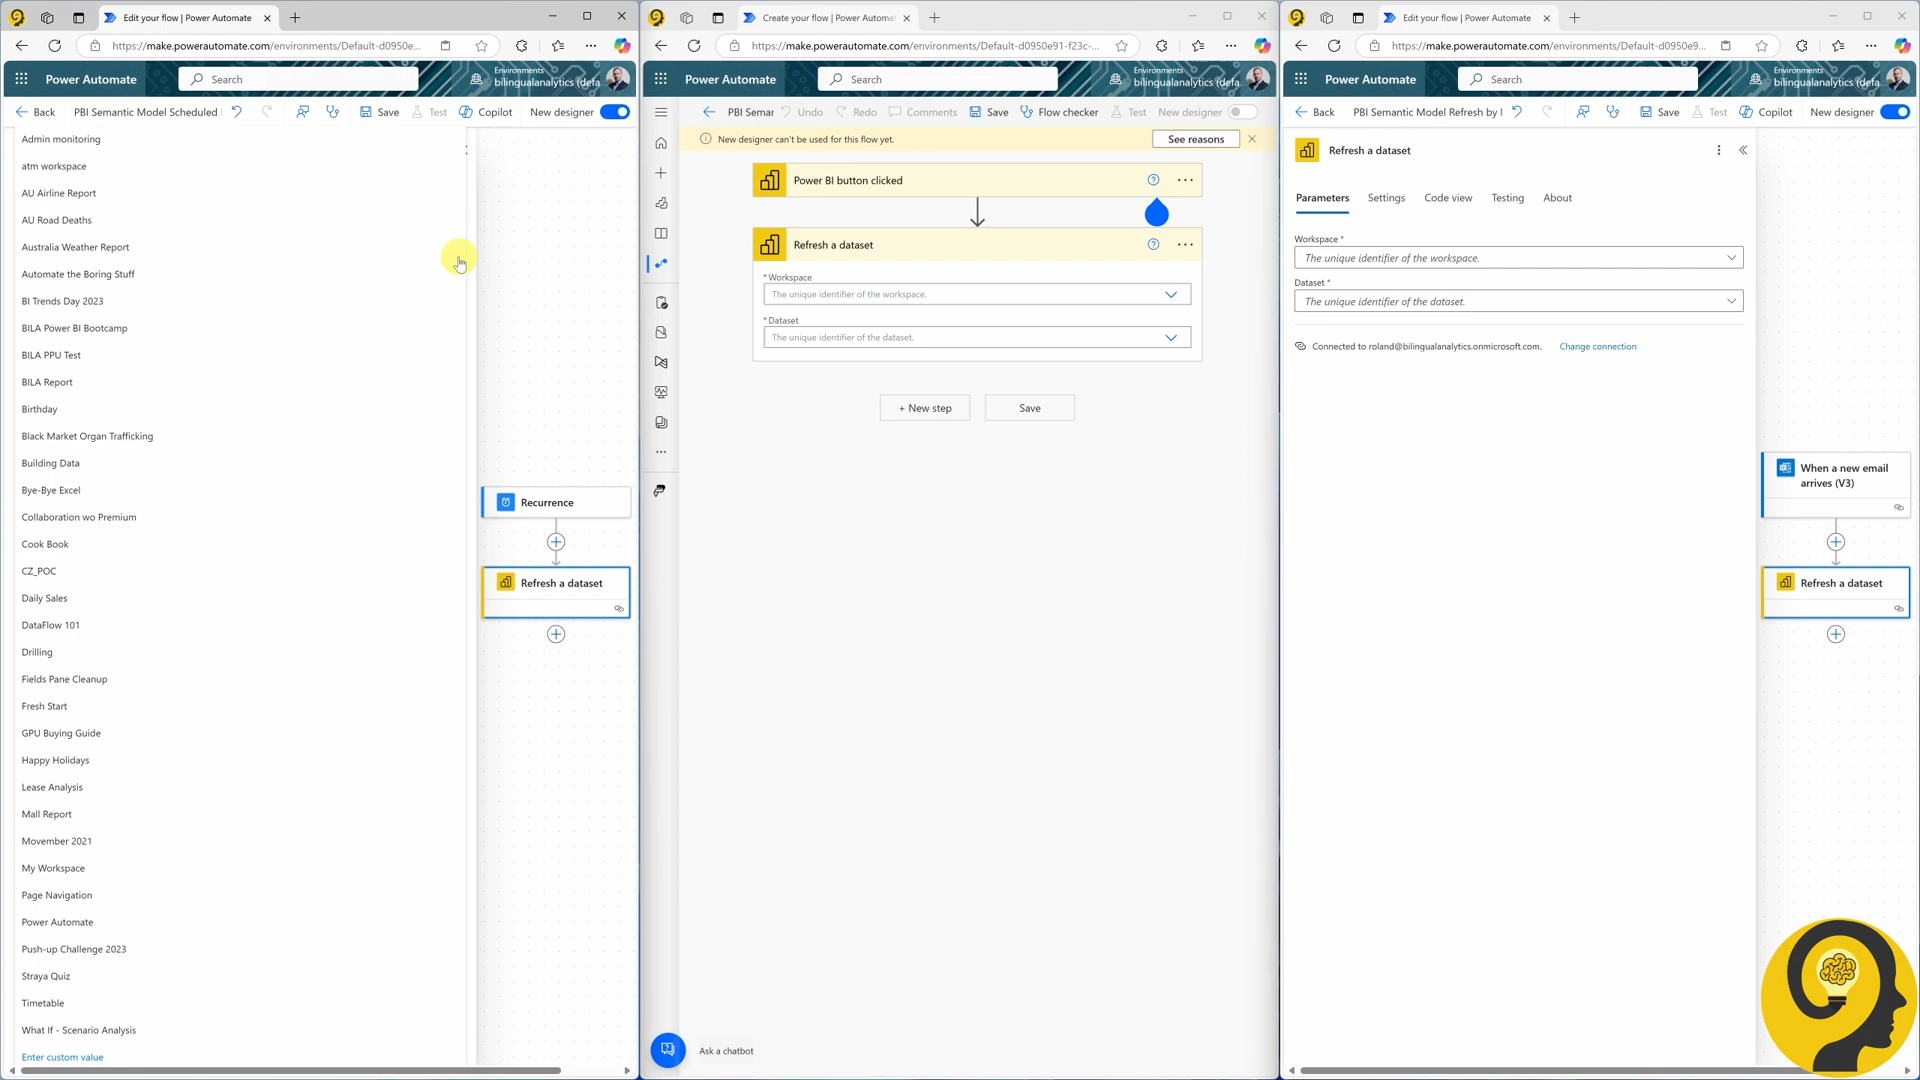 Edit your flow | Power Automate
https://make.powerautomate.com/environments/Default-d0950e...
Power Automate
Search
Environments
bilingualanalytics (defa
Back
PBI Semantic Model Scheduled
Save
Test
Copilot
New designer
Admin monitoring
atm workspace
AU Airline Report
AU Road Deaths
Australia Weather Report
Automate the Boring Stuff
BI Trends Day 2023
BILA Power BI Bootcamp
BILA PPU Test
BILA Report
Birthday
Black Market Organ Trafficking
Building Data
Bye-Bye Excel
Collaboration wo Premium
Cook Book
CZ_POC
Daily Sales
DataFlow 101
Drilling
Fields Pane Cleanup
Fresh Start
GPU Buying Guide
Happy Holidays
Lease Analysis
Mall Report
Movember 2021
My Workspace
Page Navigation
Power Automate
Push-up Challenge 2023
Straya Quiz
Timetable
What If - Scenario Analysis
Enter custom value
Recurrence
Refresh a dataset
Create your flow | Power Automa
https://make.powerautomate.com/environments/Default-d0950e91-f23c-...
Power Automate
Search
Environments
bilingualanalytics (defa
PBI Semar
Undo
Redo
Comments
Save
Flow checker
Test
New designer
New designer can't be used for this flow yet.
See reasons
Power BI button clicked
Refresh a dataset
* Workspace
The unique identifier of the workspace.
* Dataset
The unique identifier of the dataset.
+ New step
Save
Ask a chatbot
Edit your flow | Power Automate
https://make.powerautomate.com/environments/Default-d0950e9...
Power Automate
Search
Environments
bilingualanalytics (defa
Back
PBI Semantic Model Refresh by I
Save
Test
Copilot
New designer
Refresh a dataset
Parameters
Settings
Code view
Testing
About
Workspace *
The unique identifier of the workspace.
Dataset *
The unique identifier of the dataset.
Connected to roland@bilingualanalytics.onmicrosoft.com.
Change connection
When a new email
arrives (V3)
Refresh a dataset